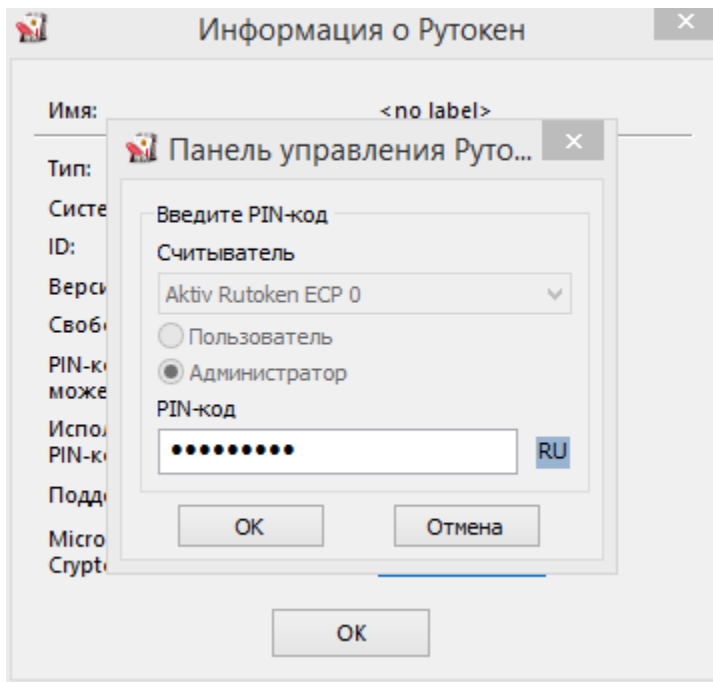 Информация о Рутокен
Имя: <no label>
Панель управления Руто...
Тип:
Введите PIN-код
Считыватель
ID:
Aktiv Rutoken ECP 0
Пользователь
Администратор
PIN-код
RU
OK Отмена
OK